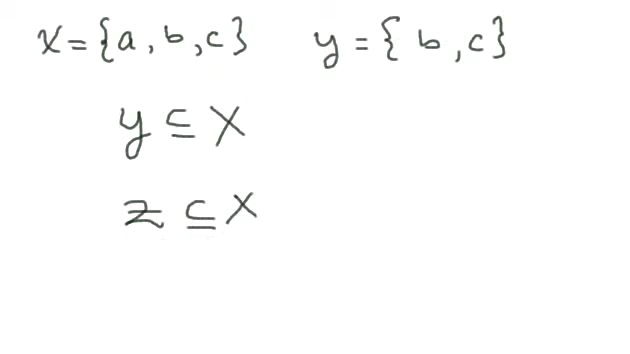 X = {a, b, c} y = { b, c}
y ⊆ X
z ⊆ X